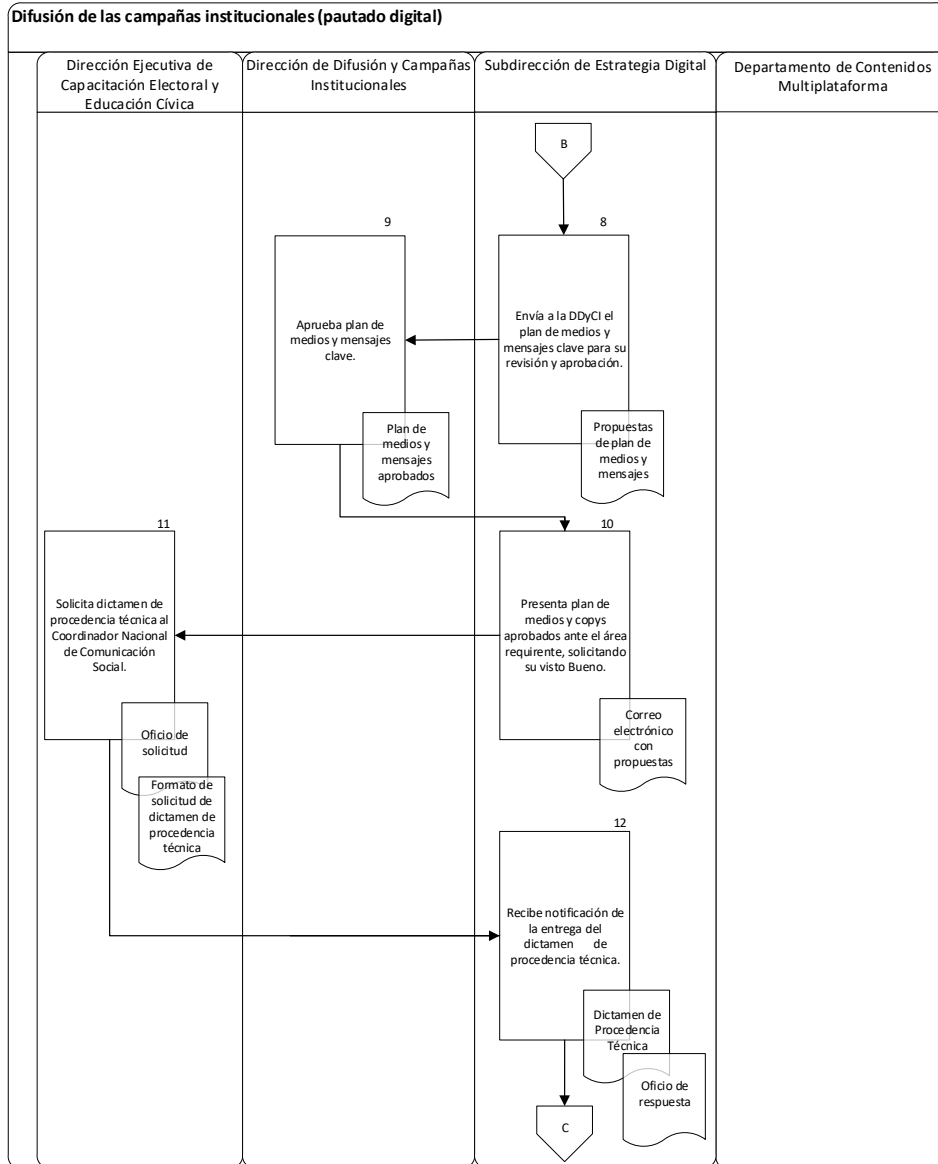 Difusión de las campañas institucionales (pautado digital)
Dirección Ejecutiva de
Capacitación Electoral y
Educación Cívica
Dirección de Difusión y Campañas
Institucionales
Subdirección de Estrategia Digital
Departamento de Contenidos
Multiplataforma
B
8
Envía a la DDyCI el
plan de medios y
mensajes clave para su
revisión y aprobación.
Propuestas
de plan de
medios y
mensajes
9
Aprueba plan de
medios y mensajes
clave.
Plan de
medios y
mensajes
aprobados
10
Presenta plan de
medios y copys
aprobados ante el área
requirente, solicitando
su visto Bueno.
Correo
electrónico
con
propuestas
11
Solicita dictamen de
procedencia técnica al
Coordinador Nacional
de Comunicación
Social.
Oficio de
solicitud
Formato de
solicitud de
dictamen de
procedencia
técnica
12
Recibe notificación de
la entrega del
dictamen de
procedencia técnica.
Dictamen de
Procedencia
Técnica
Oficio de
respuesta
C